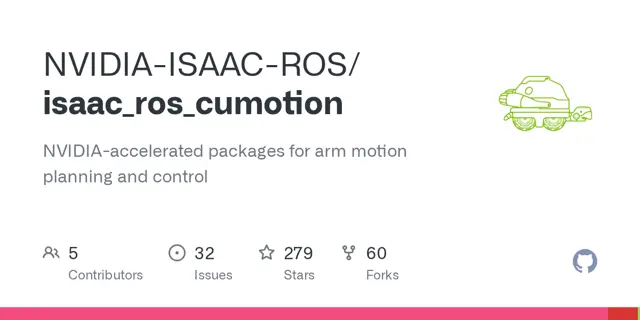 NVIDIA-ISAAC-ROS/
isaac_ros_cumotion
NVIDIA-accelerated packages for arm motion
planning and control
5
Contributors
32
Issues
279
Stars
60
Forks